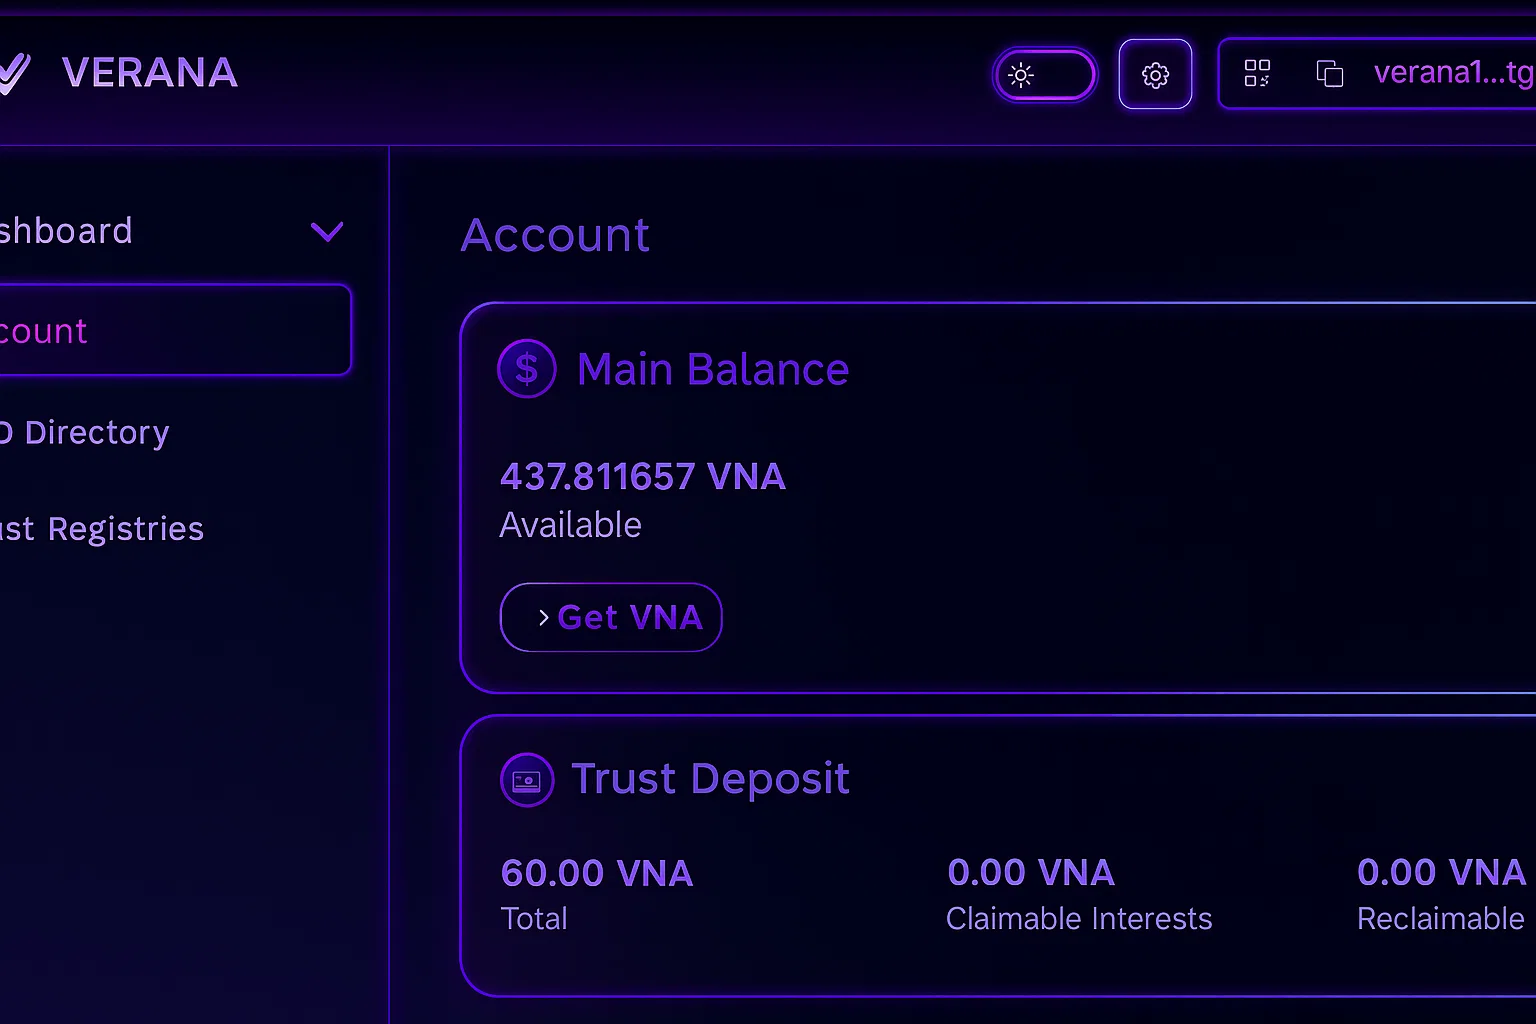 VERANA
verana1...tg
shboard
count
D Directory
ust Registries
Account
$ Main Balance
437.811657 VNA
Available
> Get VNA
Trust Deposit
60.00 VNA
Total
0.00 VNA
Claimable Interests
0.00 VNA
Reclaimable